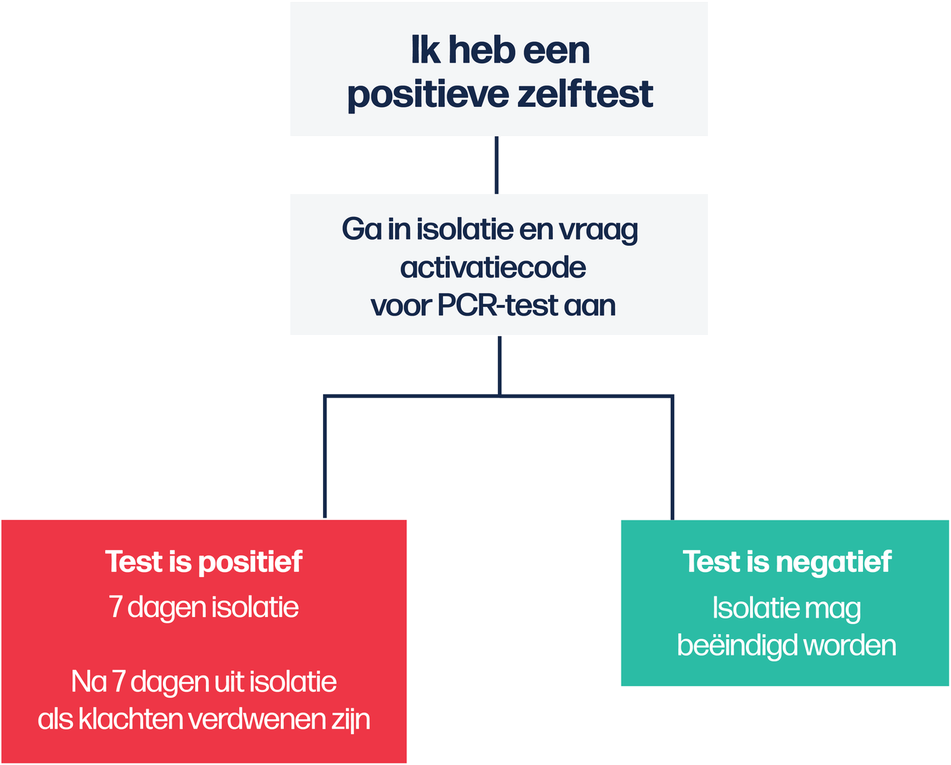 Ik heb een
positieve zelftest
Ga in isolatie en vraag
activatiecode
voor PCR-test aan
Test is positief
7 dagen isolatie
Na 7 dagen uit isolatie
als klachten verdwenen zijn
Test is negatief
Isolatie mag
beëindigd worden